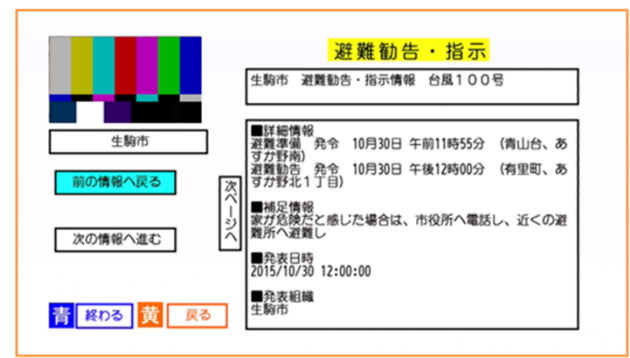 避難勧告・指示
生駒市 避難勧告・指示情報 台風100号
生駒市
前の情報へ戻る
次の情報へ進む
次ページへ
■詳細情報
避難準備 発令 10月30日 午前11時55分 (青山台、あ
すか野南)
避難勧告 発令 10月30日 午後12時00分 (有里町、あ
すか野北1丁目)
■補足情報
家が危険だと感じた場合は、市役所へ電話し、近くの避
難所へ避難し
■発表日時
2015/10/30 12:00:00
■発表組織
生駒市
青 終わる 黄 戻る